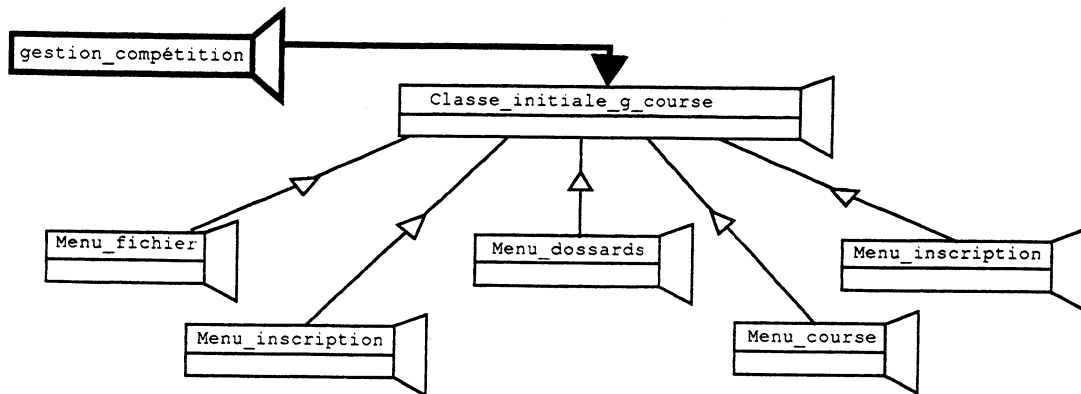 gestion_compétition
Classe_initiale_g_course
Menu_fichier
Menu_dossards
Menu_inscription
Menu_inscription
Menu_course